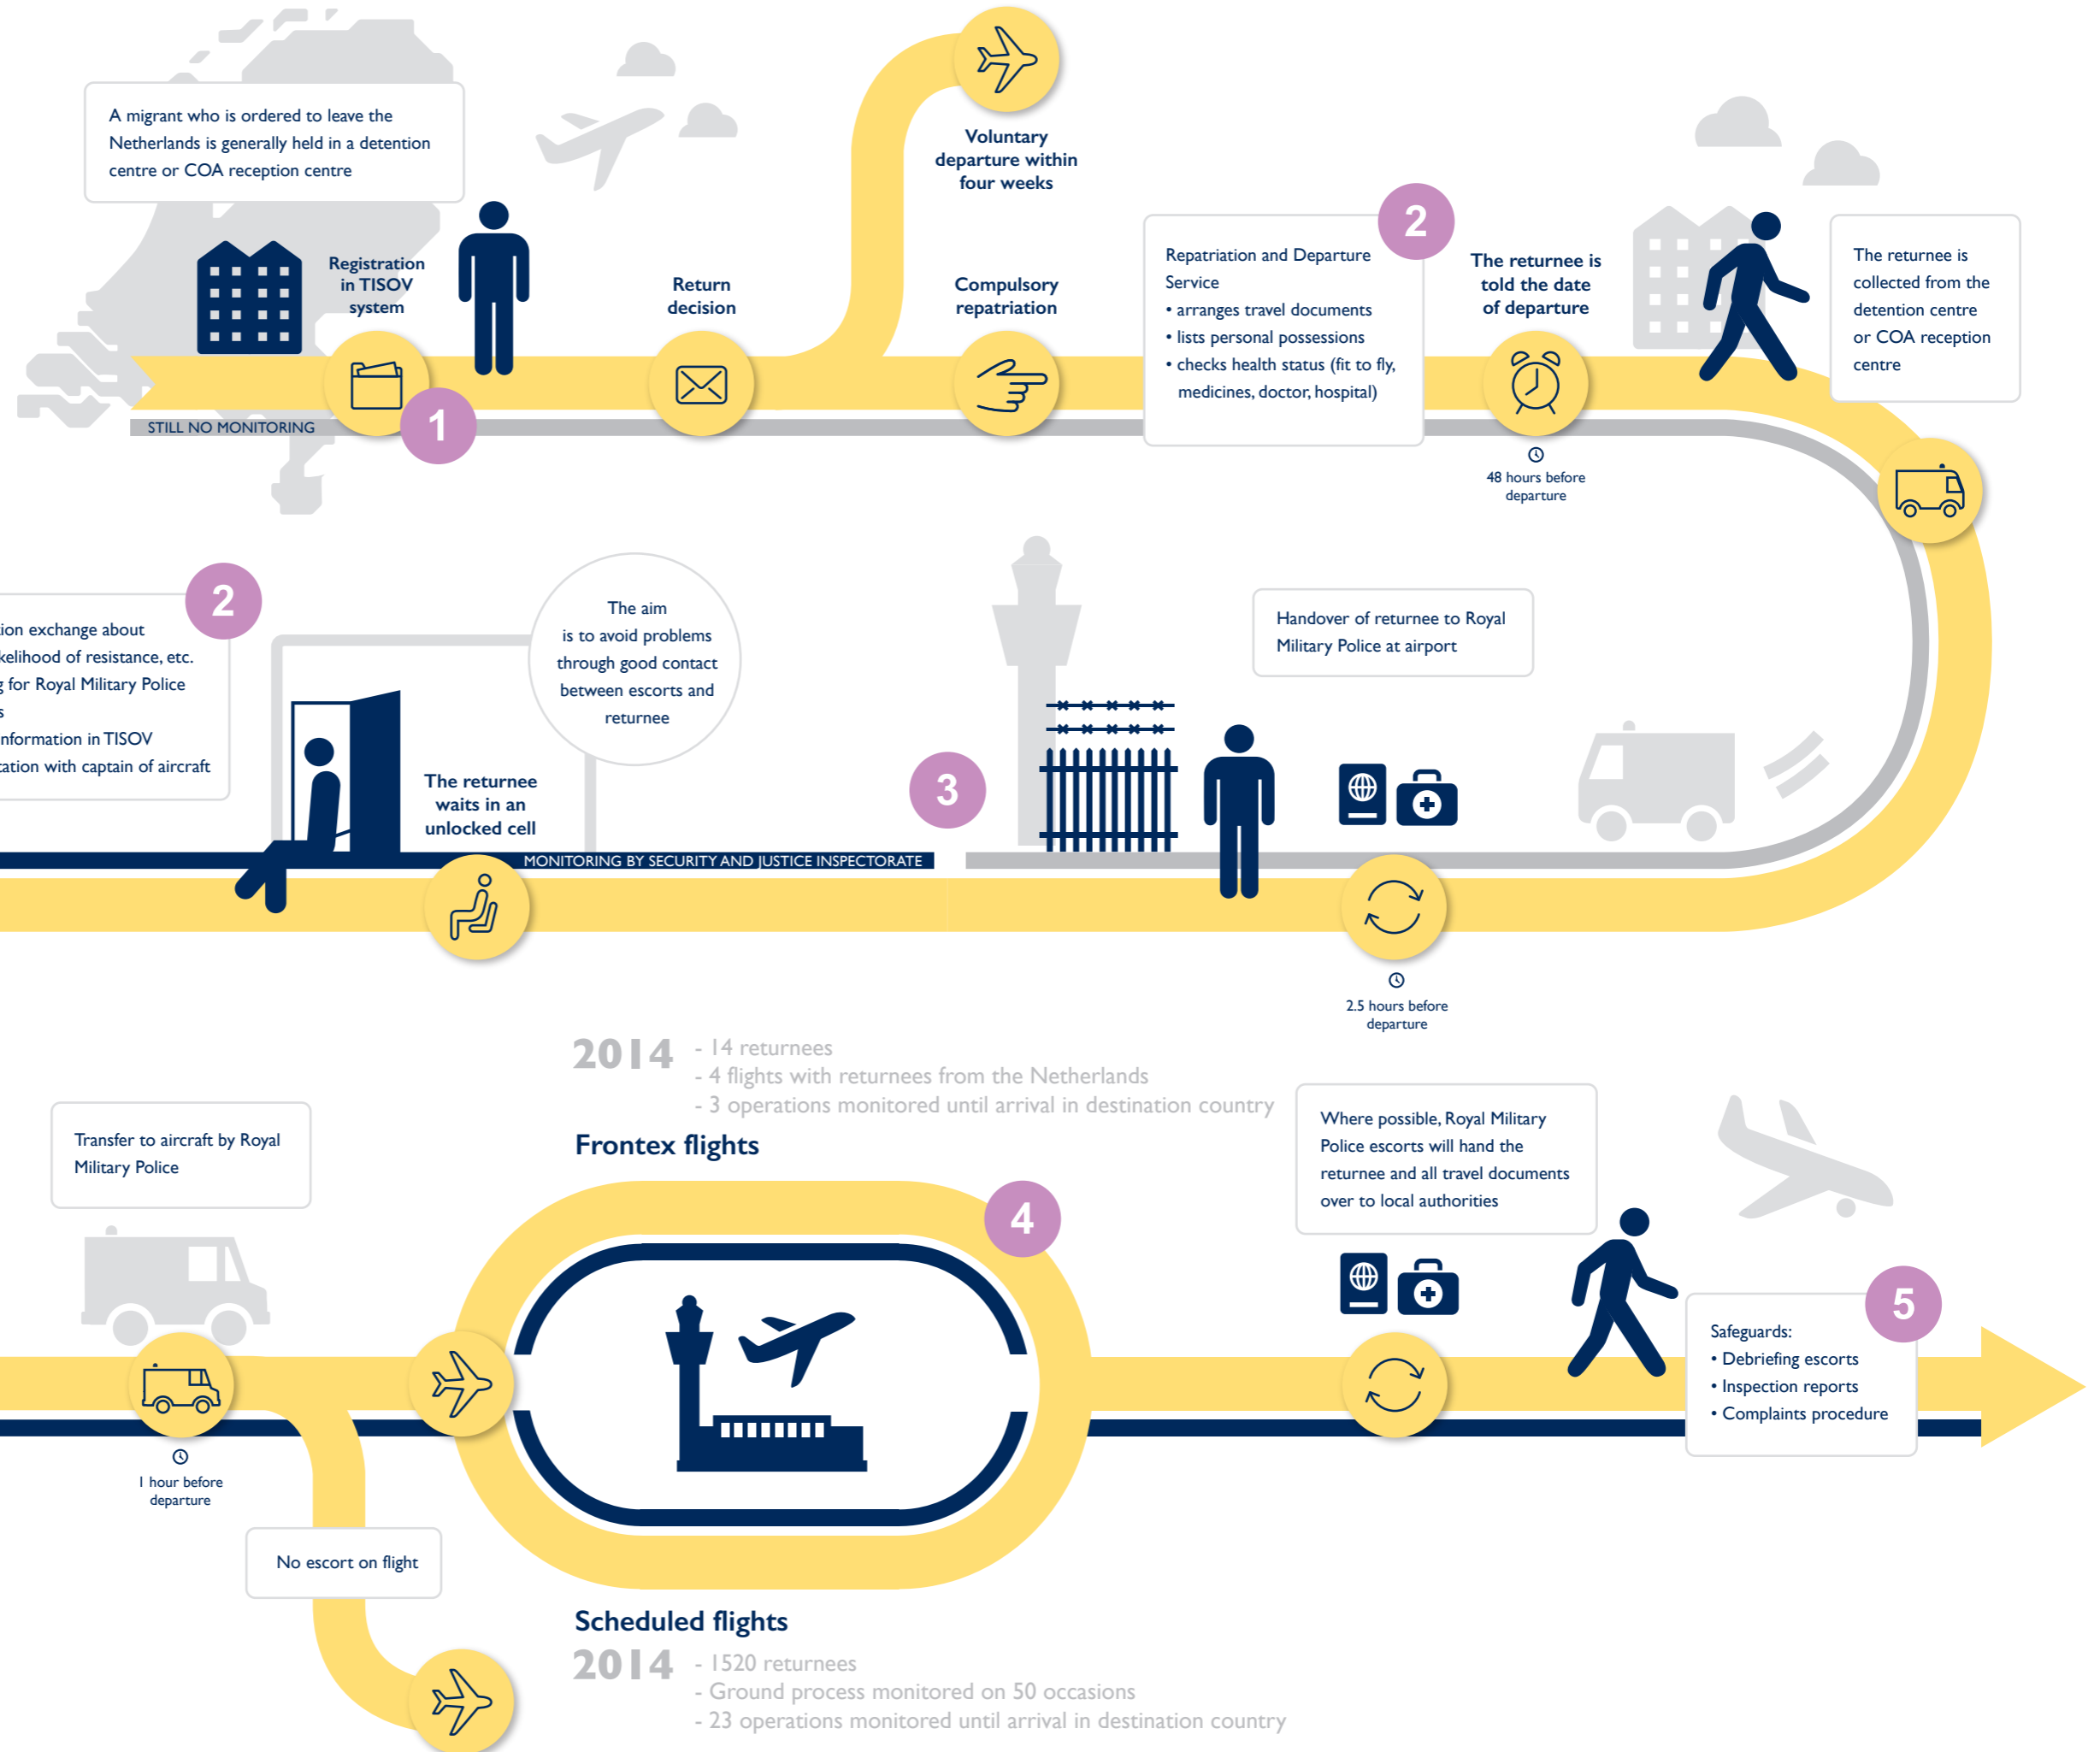 A migrant who is ordered to leave the
Netherlands is generally held in a detention
centre or COA reception centre
Registration
in TISOV
system
Return
decision
Voluntary
departure within
four weeks
Compulsory
repatriation
2
Repatriation and Departure
Service
• arranges travel documents
• lists personal possessions
• checks health status (fit to fly,
medicines, doctor, hospital)
The returnee is
told the date
of departure
The returnee is
collected from the
detention centre
or COA reception
centre
STILL NO MONITORING
1
48 hours before
departure
2
exchange about
of resistance, etc.
for Royal Military Police
information in TISOV
with captain of aircraft
The returnee
waits in an
unlocked cell
The aim
is to avoid problems
through good contact
between escorts and
returnee
MONITORING BY SECURITY AND JUSTICE INSPECTORATE
3
Handover of returnee to Royal
Military Police at airport
2.5 hours before
departure
2014
- 14 returnees
- 4 flights with returnees from the Netherlands
- 3 operations monitored until arrival in destination country
Frontex flights
Transfer to aircraft by Royal
Military Police
1 hour before
departure
No escort on flight
4
Where possible, Royal Military
Police escorts will hand the
returnee and all travel documents
over to local authorities
5
Safeguards:
• Debriefing escorts
• Inspection reports
• Complaints procedure
Scheduled flights
2014
- 1520 returnees
- Ground process monitored on 50 occasions
- 23 operations monitored until arrival in destination country